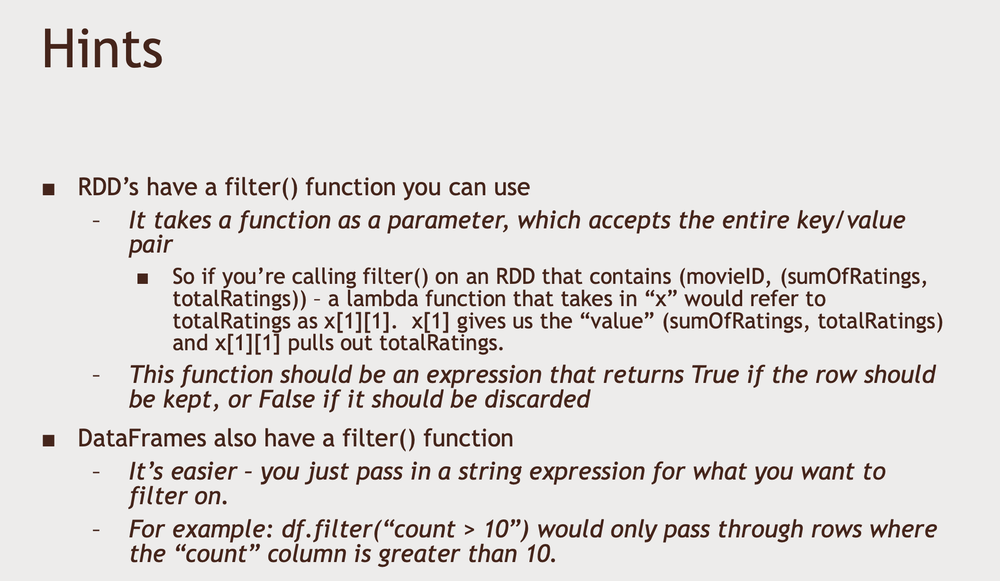 Hints
■ RDD’s have a filter() function you can use
– It takes a function as a parameter, which accepts the entire key/value
pair
■ So if you’re calling filter() on an RDD that contains (movieID, (sumOfRatings,
totalRatings)) – a lambda function that takes in “x” would refer to
totalRatings as x[1][1].  x[1] gives us the “value” (sumOfRatings, totalRatings)
and x[1][1] pulls out totalRatings.
– This function should be an expression that returns True if the row should
be kept, or False if it should be discarded
■ DataFrames also have a filter() function
– It’s easier – you just pass in a string expression for what you want to
filter on.
– For example: df.filter(“count > 10”) would only pass through rows where
the “count” column is greater than 10.